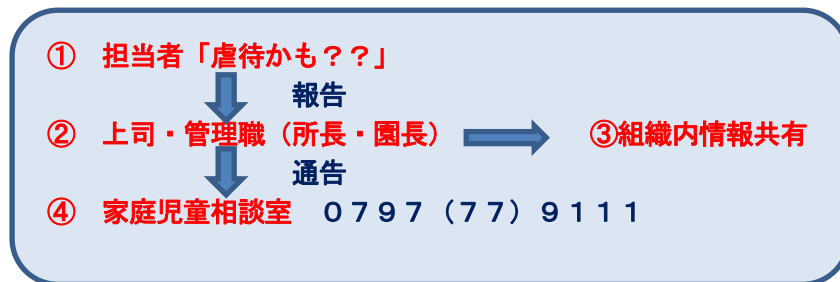 ① 担当者「虐待かも??」
報告
② 上司・管理職(所長・園長) ③組織内情報共有
通告
④ 家庭児童相談室 0797(77)9111